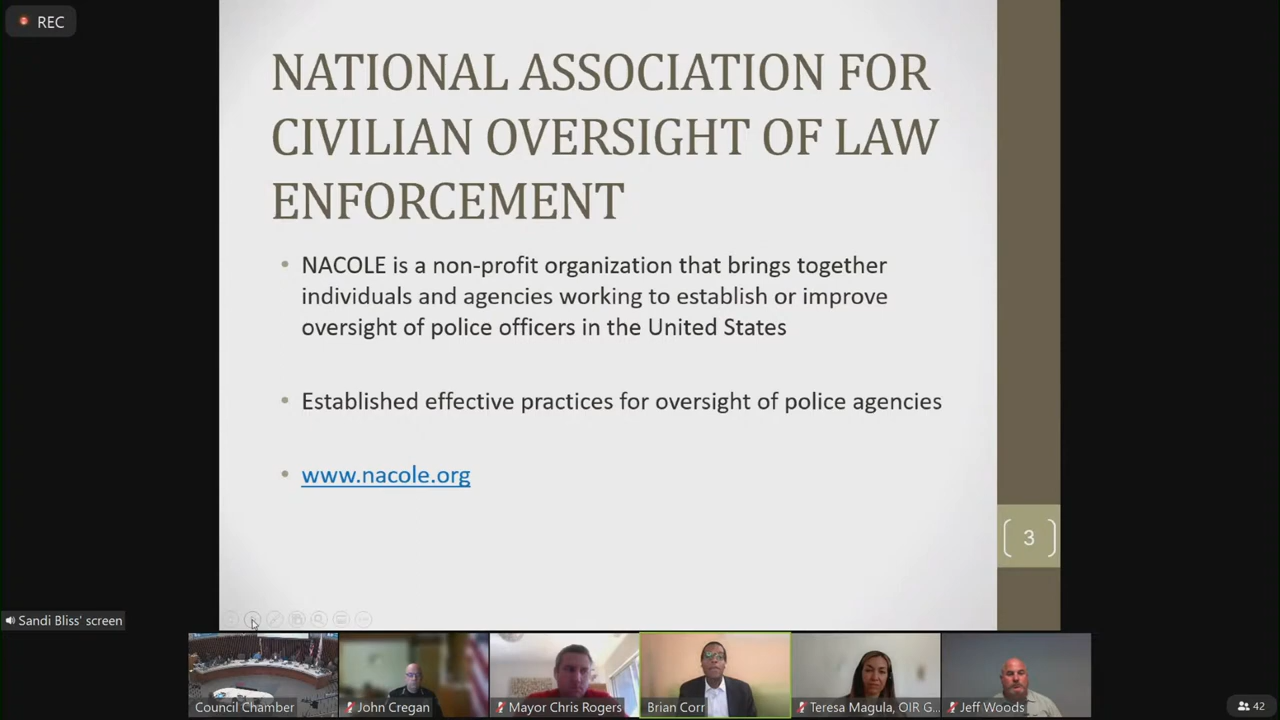 REC
NATIONAL ASSOCIATION FOR
CIVILIAN OVERSIGHT OF LAW
ENFORCEMENT
• NACOLE is a non-profit organization that brings together
individuals and agencies working to establish or improve
oversight of police officers in the United States
• Established effective practices for oversight of police agencies
• www.nacole.org
3
Sandi Bliss' screen
Council Chamber
John Cregan
Mayor Chris Rogers
Brian Corr
Teresa Magula, OIR G...
Jeff Woods
42